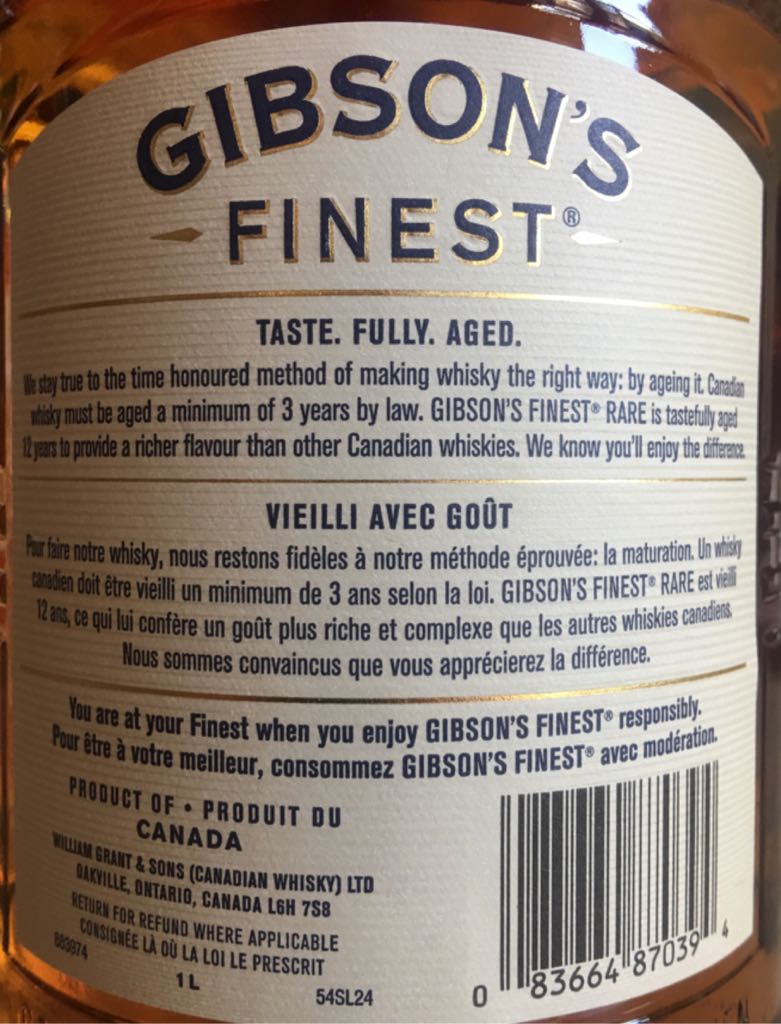 GIBSON'S
FINEST®
TASTE. FULLY. AGED.
We stay true to the time honoured method of making whisky the right way: by ageing it. Canadian
whisky must be aged a minimum of 3 years by law. GIBSON'S FINEST® RARE is tastefully aged
12 years to provide a richer flavour than other Canadian whiskies. We know you'll enjoy the difference.
VIEILLI AVEC GOÛT
Pour faire notre whisky, nous restons fidèles à notre méthode éprouvée: la maturation. Un whisky
canadien doit être vieilli un minimum de 3 ans selon la loi. GIBSON'S FINEST® RARE est vieilli
12 ans, ce qui lui confère un goût plus riche et complexe que les autres whiskies canadiens.
Nous sommes convaincus que vous apprécierez la différence.
You are at your Finest when you enjoy GIBSON'S FINEST® responsibly.
Pour être à votre meilleur, consommez GIBSON'S FINEST® avec modération.
PRODUCT OF • PRODUIT DU
CANADA
WILLIAM GRANT & SONS (CANADIAN WHISKY) LTD
OAKVILLE, ONTARIO, CANADA L6H 7S8
RETURN FOR REFUND WHERE APPLICABLE
CONSIGNÉE LÀ OÙ LA LOI LE PRESCRIT
883974
1 L
54SL24
0 83664 87039 4